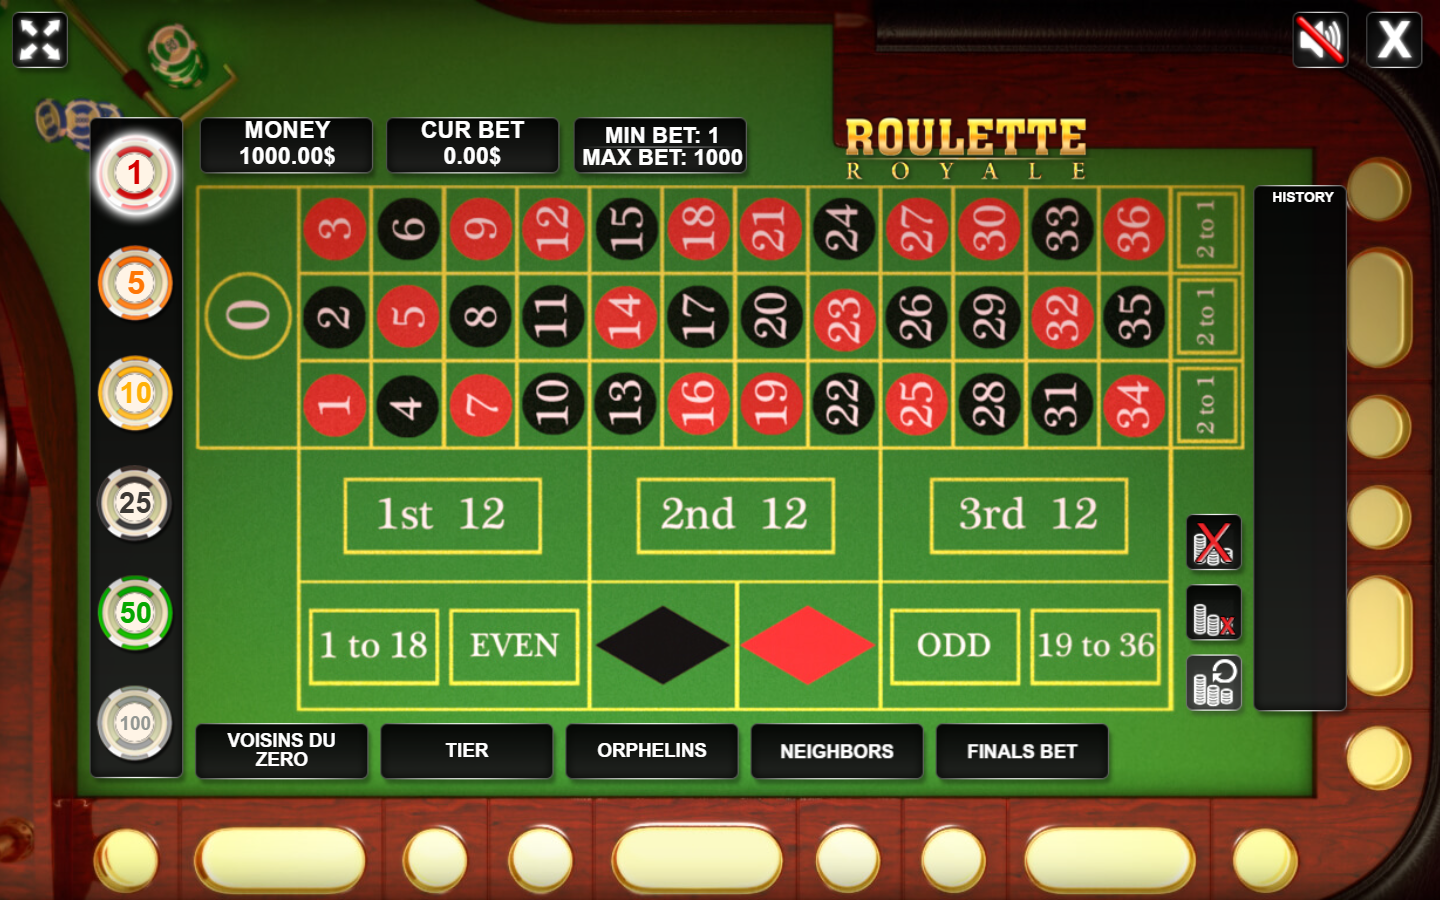 MONEY
1000.00$
CUR BET
0.00$
MIN BET: 1
MAX BET: 1000
ROULETTE
ROYALE
X
HISTORY
1
5
10
25
50
100
0
3 6 9 12 15 18 21 24 27 30 33 36 2 to 1
2 5 8 11 14 17 20 23 26 29 32 35 2 to 1
1 4 7 10 13 16 19 22 25 28 31 34 2 to 1
1st 12 2nd 12 3rd 12
1 to 18 EVEN ODD 19 to 36
VOISINS DU
ZERO
TIER
ORPHELINS
NEIGHBORS
FINALS BET